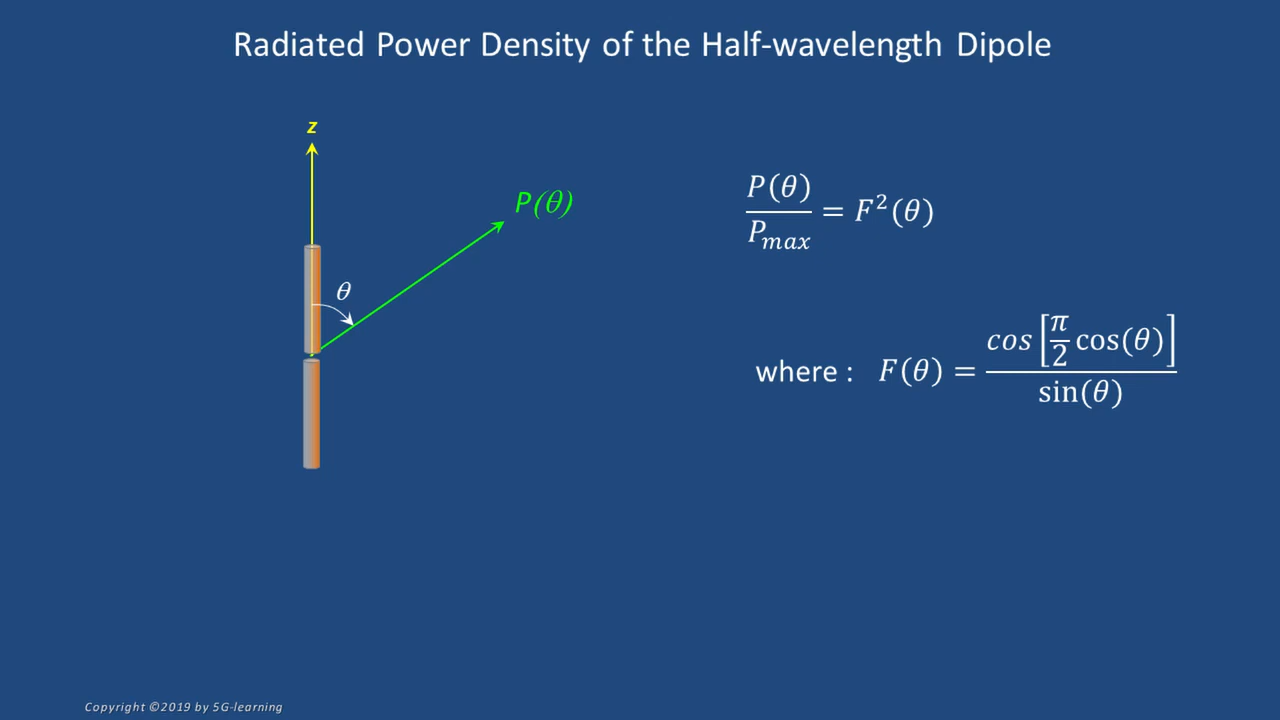 Radiated Power Density of the Half-wavelength Dipole
z
P(θ)
θ
P(θ)/P_max = F²(θ)
where : F(θ) = cos[π/2 cos(θ)]/sin(θ)
Copyright ©2019 by 5G-learning